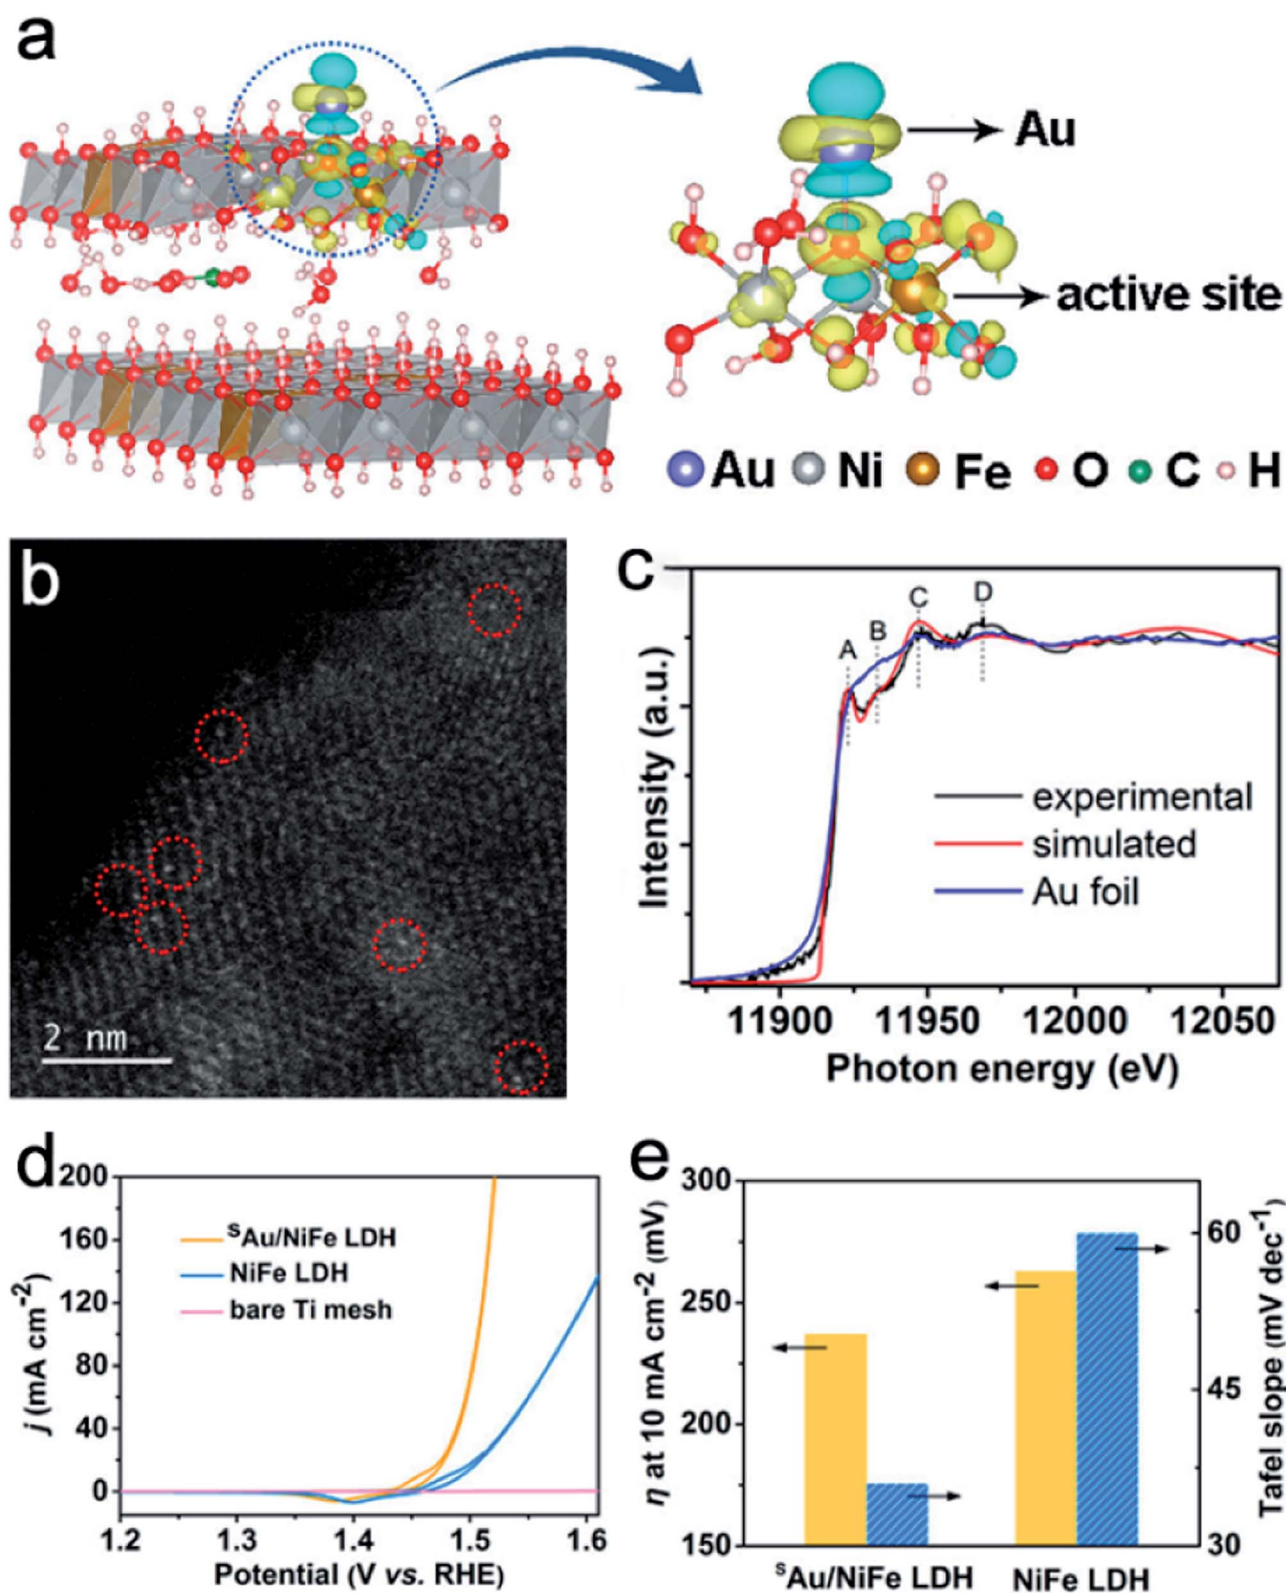 a
Au
active site
Au Ni Fe O C H
b
2 nm
c
A B C D
Intensity (a.u.)
experimental
simulated
Au foil
11900 11950 12000 12050
Photon energy (eV)
d
200
160
120
80
40
0
j (mA cm⁻²)
ˢAu/NiFe LDH
NiFe LDH
bare Ti mesh
1.2 1.3 1.4 1.5 1.6
Potential (V vs. RHE)
e
300
250
200
150
η at 10 mA cm⁻² (mV)
60
45
30
Tafel slope (mV dec⁻¹)
ˢAu/NiFe LDH NiFe LDH